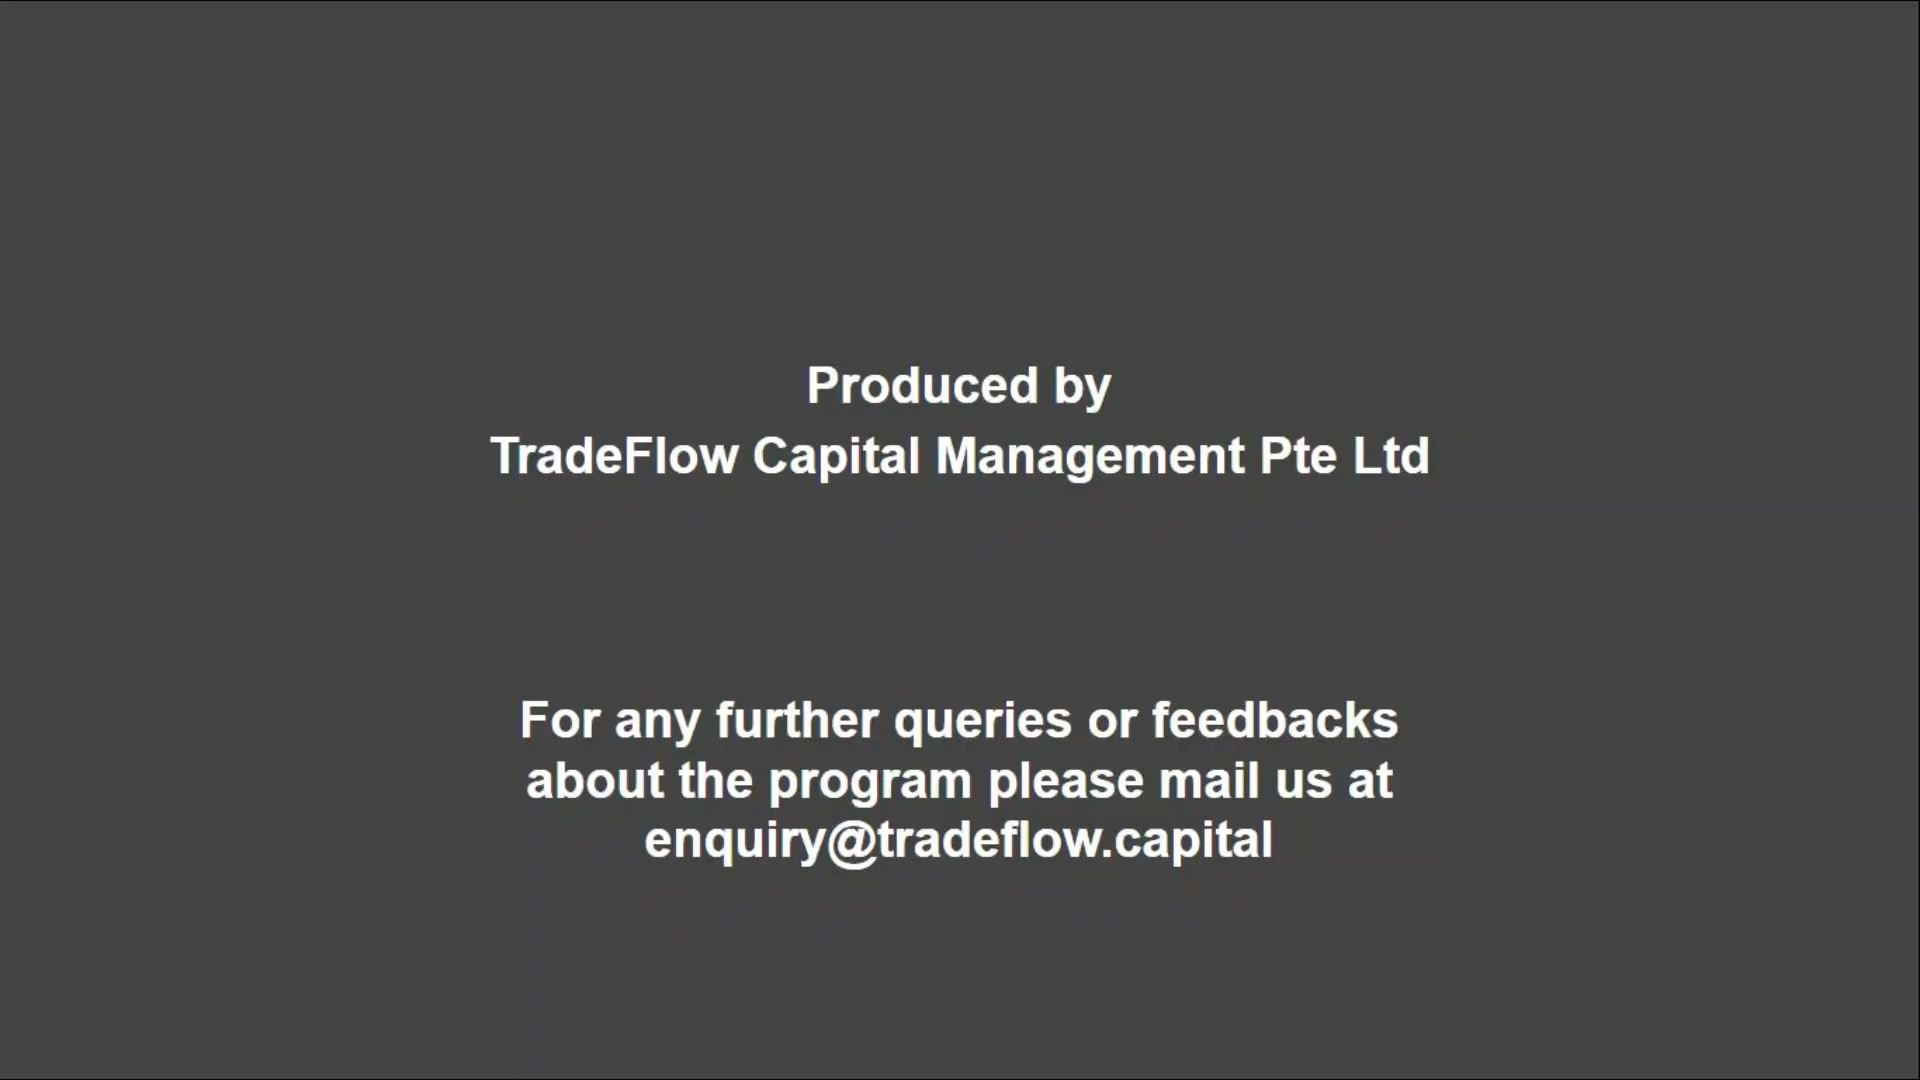 Produced by
TradeFlow Capital Management Pte Ltd
For any further queries or feedbacks
about the program please mail us at
enquiry@tradeflow.capital